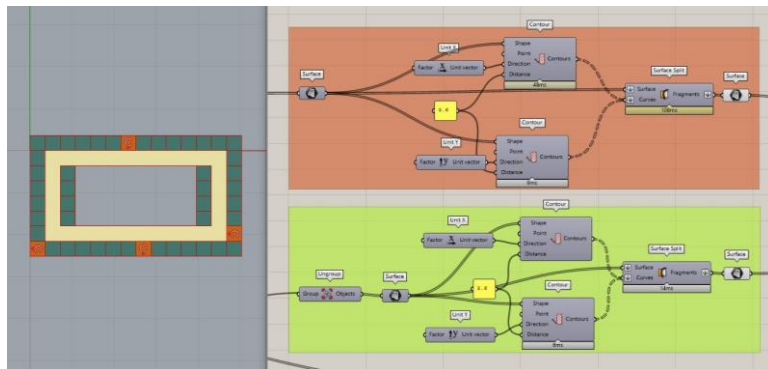 Contour
Unit X
Shape
Point
Direction
Distance
Contours
Factor
Unit vector
Surface
Surface Split
Surface
Curves
Fragments
Surface
Contour
Unit Y
Factor
Unit vector
Shape
Point
Direction
Distance
Contours
Contour
Unit X
Shape
Point
Direction
Distance
Contours
Factor
Unit vector
Surface Split
Surface
Curves
Fragments
14ms
Surface
Ungroup
Group
Objects
Surface
Contour
Unit Y
Factor
Unit vector
Shape
Point
Direction
Distance
Contours